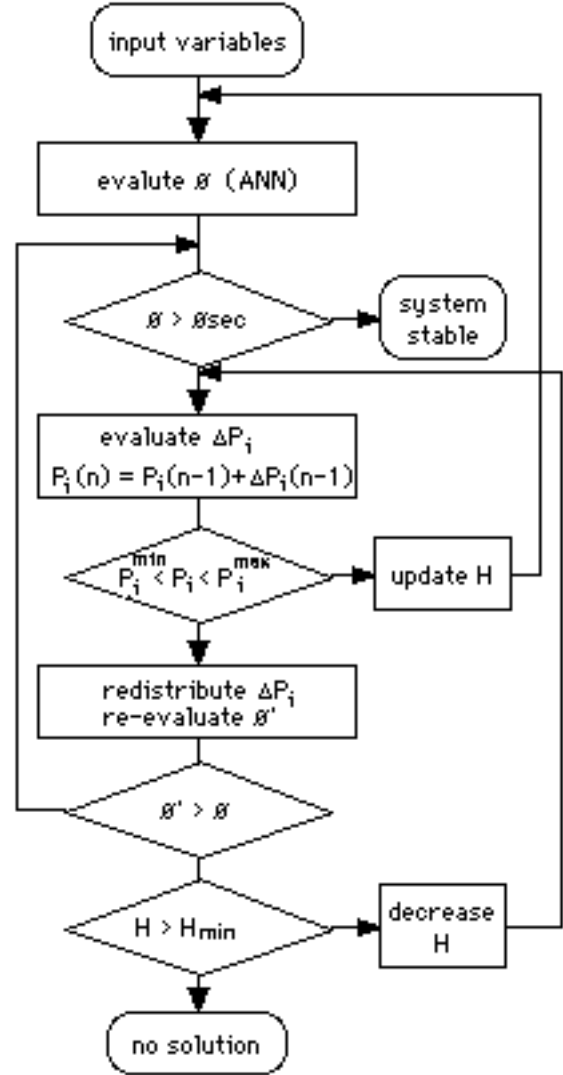 input variables
evalute ø (ANN)
ø > øsec
system
stable
evaluate ΔPᵢ
Pᵢ(n) = Pᵢ(n-1)+ΔPᵢ(n-1)
Pᵢᵐⁱⁿ < Pᵢ < Pᵢᵐᵃˣ
update H
redistribute ΔPᵢ
re-evaluate ø'
ø' > ø
H > Hmin
decrease
H
no solution